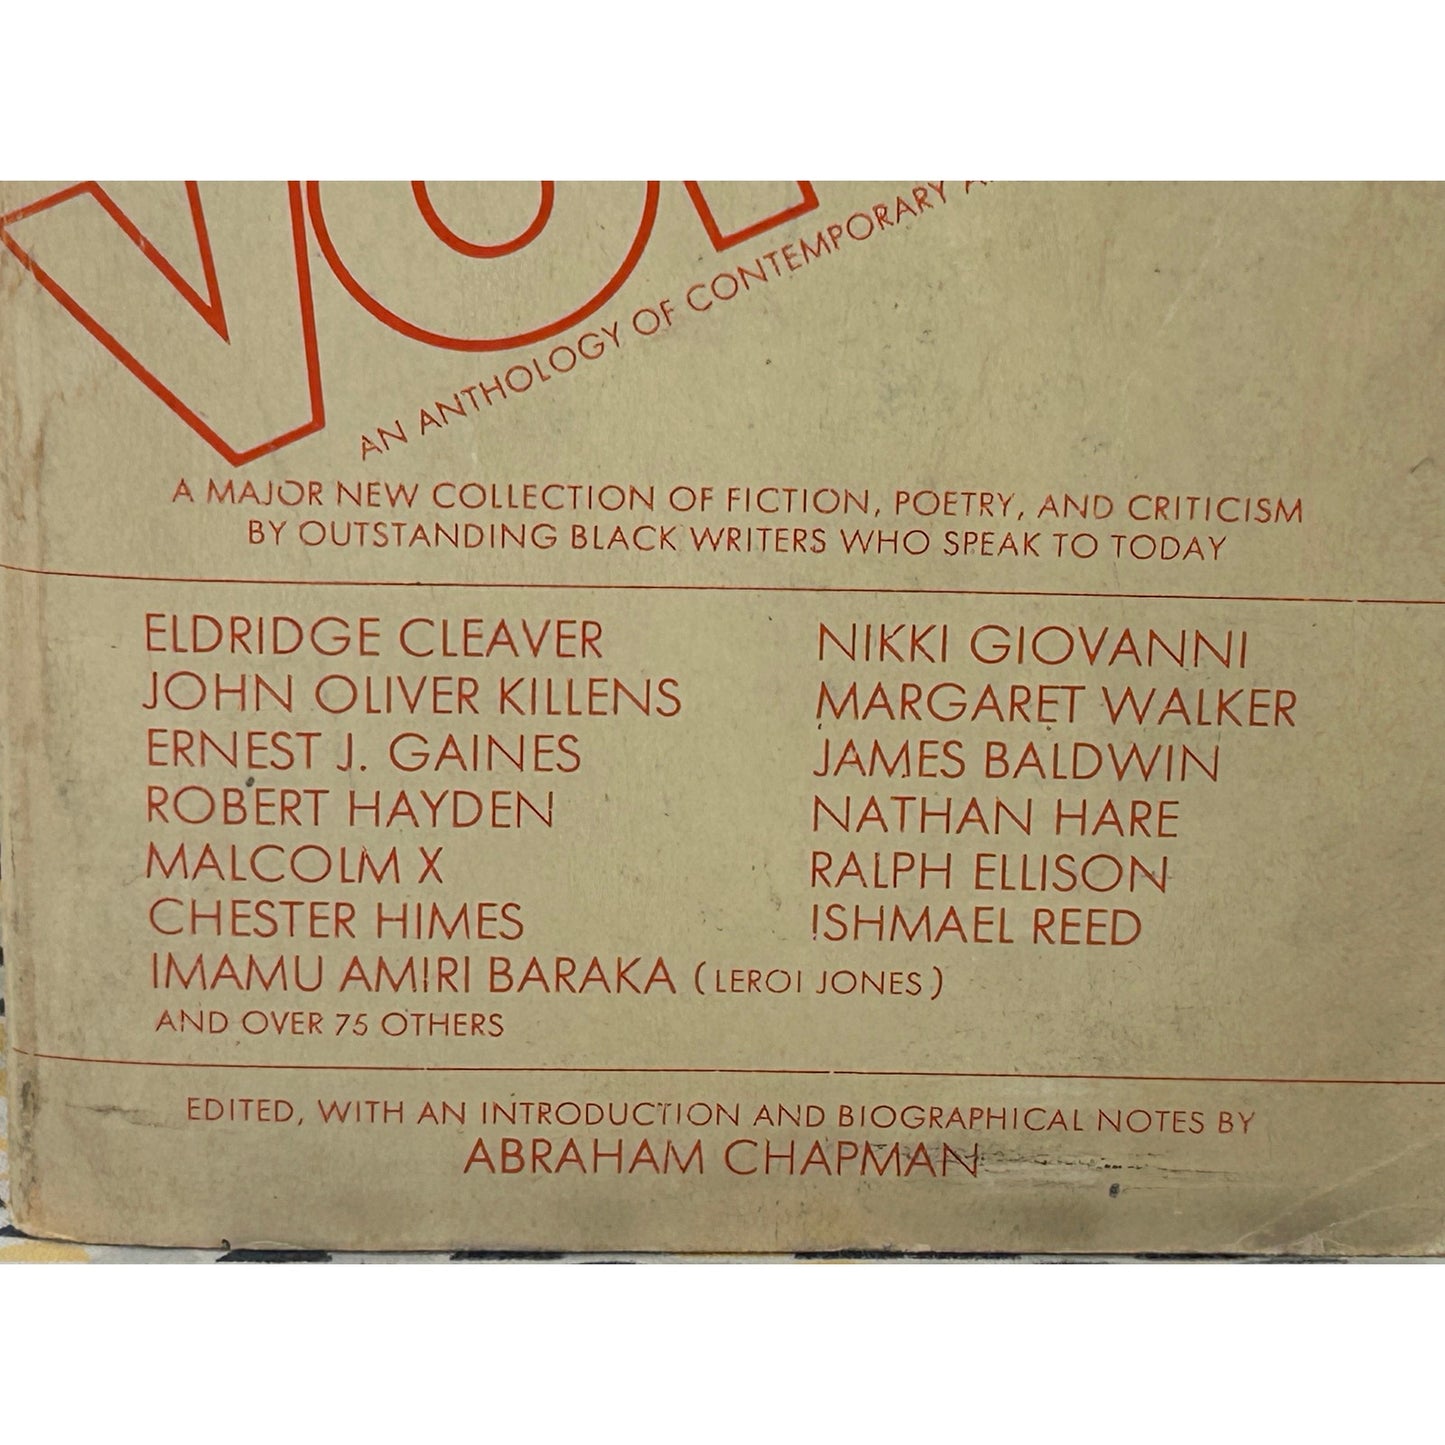 AN ANTHOLOGY OF CONTEMPORARY
A MAJOR NEW COLLECTION OF FICTION, POETRY, AND CRITICISM
BY OUTSTANDING BLACK WRITERS WHO SPEAK TO TODAY
ELDRIDGE CLEAVER
JOHN OLIVER KILLENS
ERNEST J. GAINES
ROBERT HAYDEN
MALCOLM X
CHESTER HIMES
IMAMU AMIRI BARAKA (LEROI JONES)
AND OVER 75 OTHERS
NIKKI GIOVANNI
MARGARET WALKER
JAMES BALDWIN
NATHAN HARE
RALPH ELLISON
ISHMAEL REED
EDITED, WITH AN INTRODUCTION AND BIOGRAPHICAL NOTES BY
ABRAHAM CHAPMAN